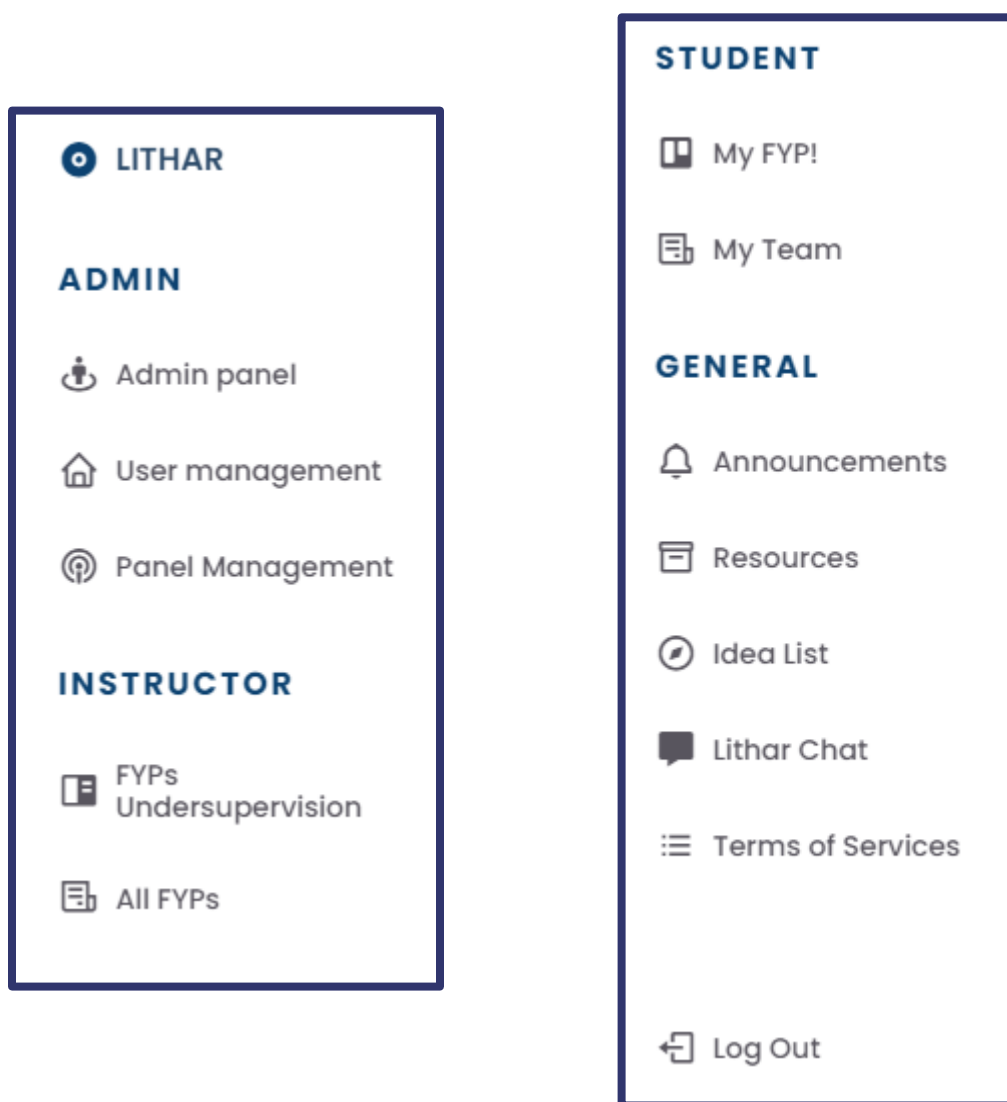 LITHAR
ADMIN
Admin panel
User management
Panel Management
INSTRUCTOR
FYPs
Undersupervision
All FYPs
STUDENT
My FYP!
My Team
GENERAL
Announcements
Resources
Idea List
Lithar Chat
Terms of Services
Log Out